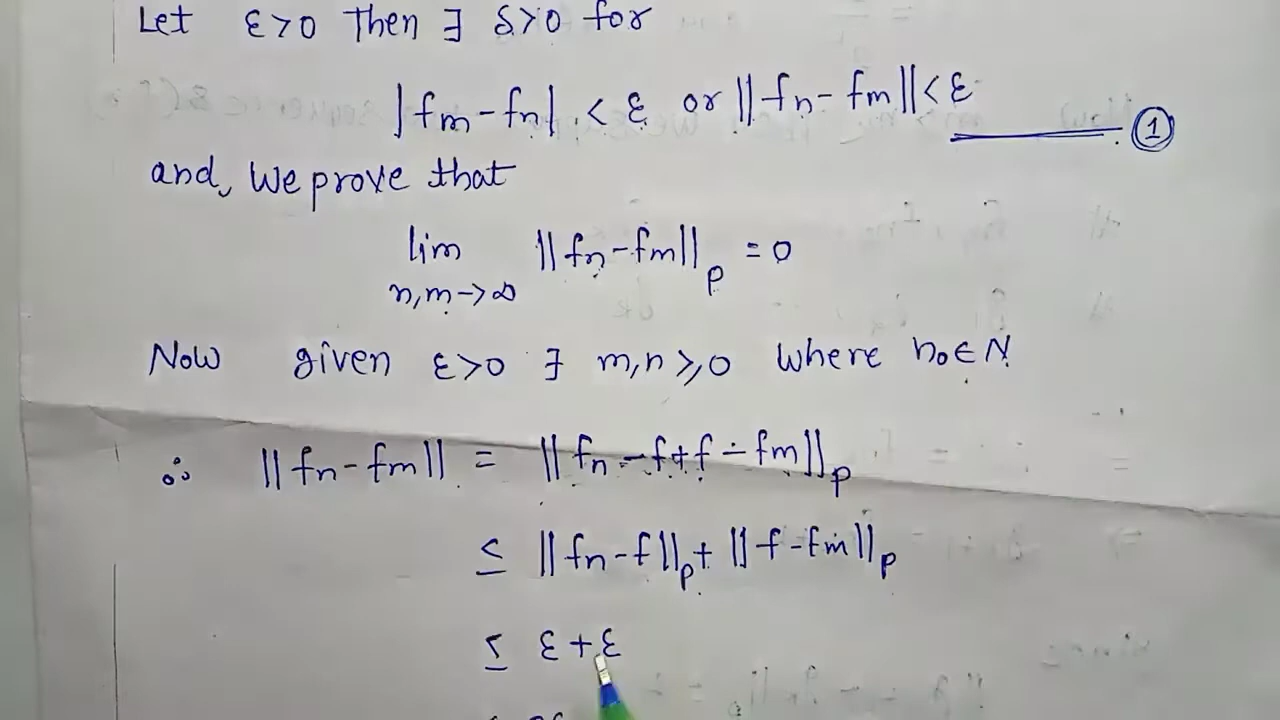 Let ε>0 Then ∃ δ>0 for
|fm-fn| < ε or ||fn-fm||< ε
①
and, We prove that
lim ||fn-fm||p = 0
n,m->∞
Now given ε>0 ∃ m,n ≥,0 where n₀∈N
∴ ||fn-fm|| = ||fn-f+f-fm||p
≤ ||fn-f||p+ ||f-fm||p
≤ ε+ε